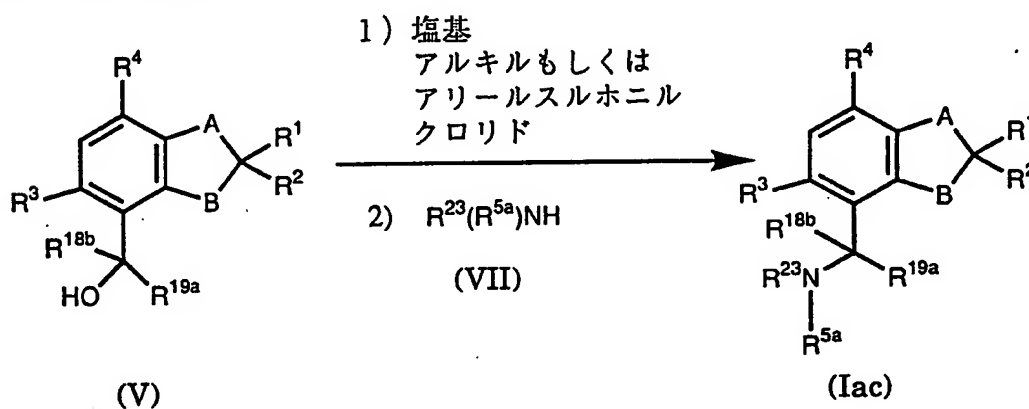 1) 塩基
アルキルもしくは
アリールスルホニル
クロリド
2) R²³(R⁵ᵃ)NH
(VII)
R⁴
A
R¹
R²
B
R³
R¹⁸ᵇ
HO
R¹⁹ᵃ
(V)
R⁴
A
R¹
R²
B
R³
R¹⁸ᵇ
R²³N
R¹⁹ᵃ
R⁵ᵃ
(Iac)